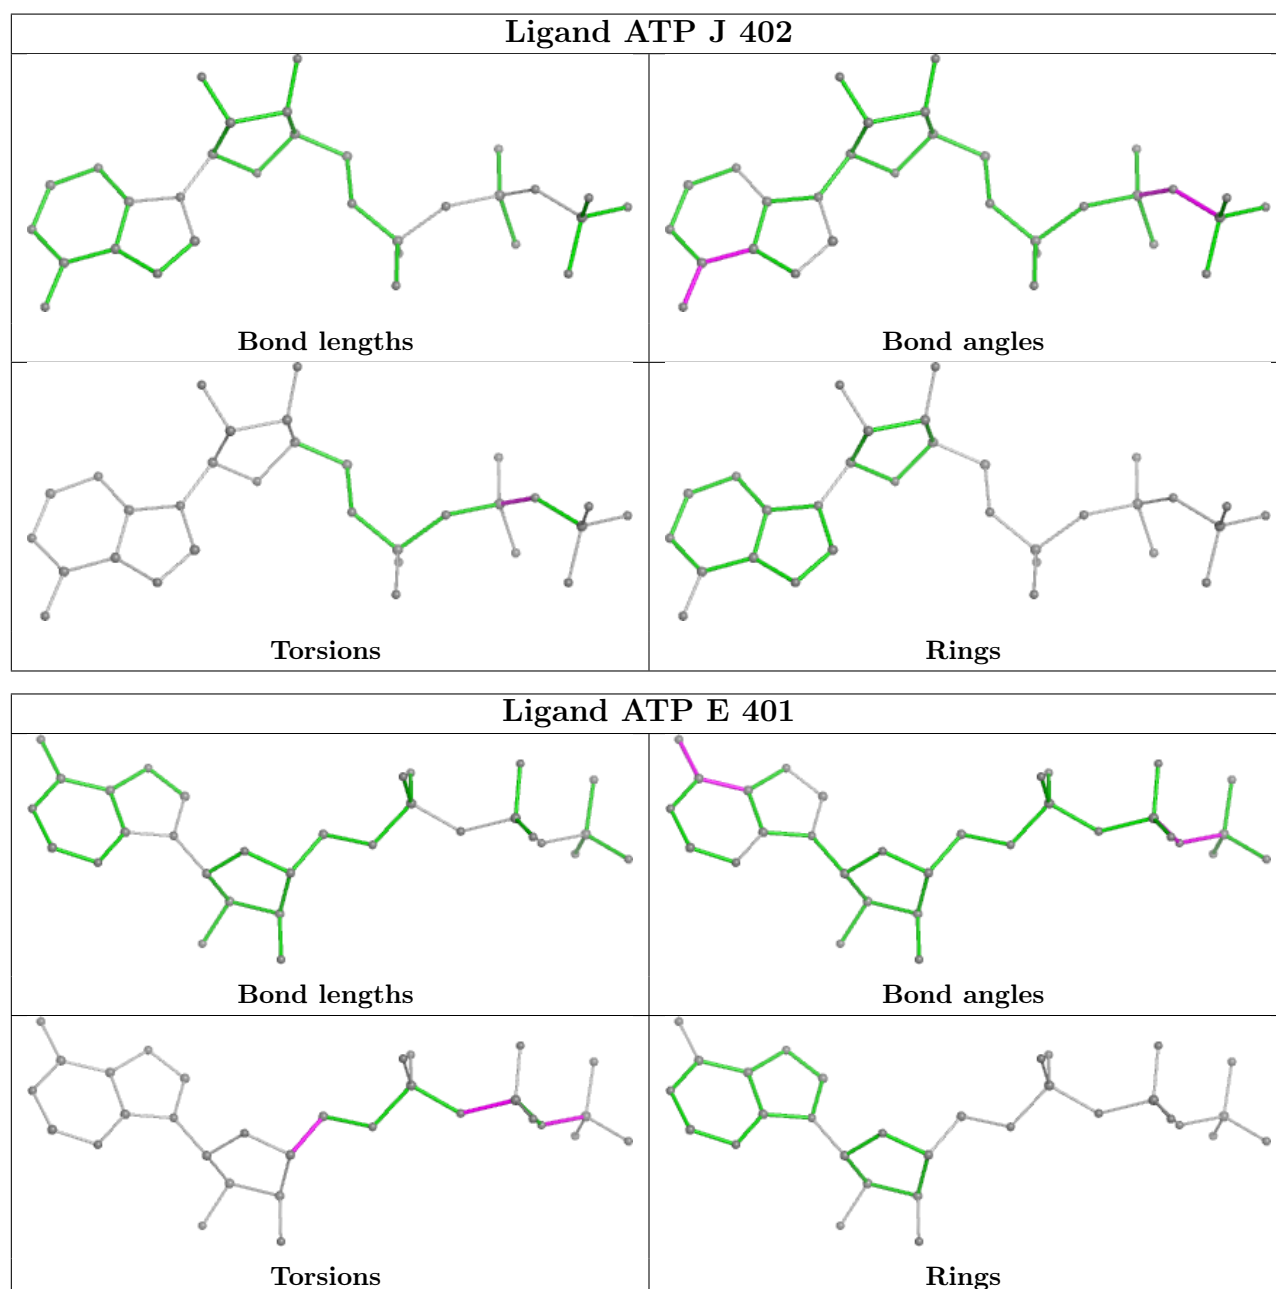 Ligand ATP J 402
Bond lengths
Bond angles
Torsions
Rings
Ligand ATP E 401
Bond lengths
Bond angles
Torsions
Rings